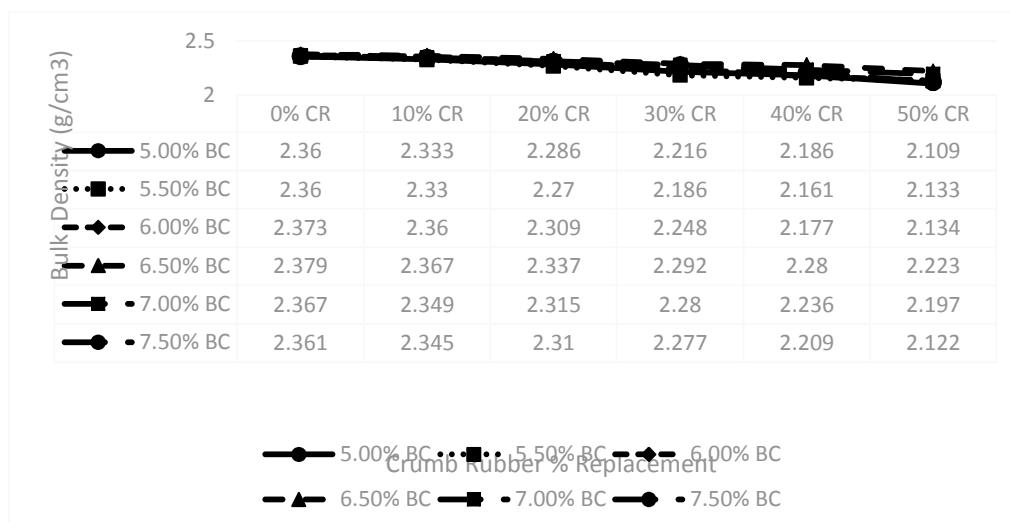 Bulk Density (g/cm3)
2.5
2
0% CR 10% CR 20% CR 30% CR 40% CR 50% CR
5.00% BC 2.36 2.333 2.286 2.216 2.186 2.109
5.50% BC 2.36 2.33 2.27 2.186 2.161 2.133
6.00% BC 2.373 2.36 2.309 2.248 2.177 2.134
6.50% BC 2.379 2.367 2.337 2.292 2.28 2.223
7.00% BC 2.367 2.349 2.315 2.28 2.236 2.197
7.50% BC 2.361 2.345 2.31 2.277 2.209 2.122
5.00% BC 5.50% BC 6.00% BC
Crumb Rubber % Replacement
6.50% BC 7.00% BC 7.50% BC